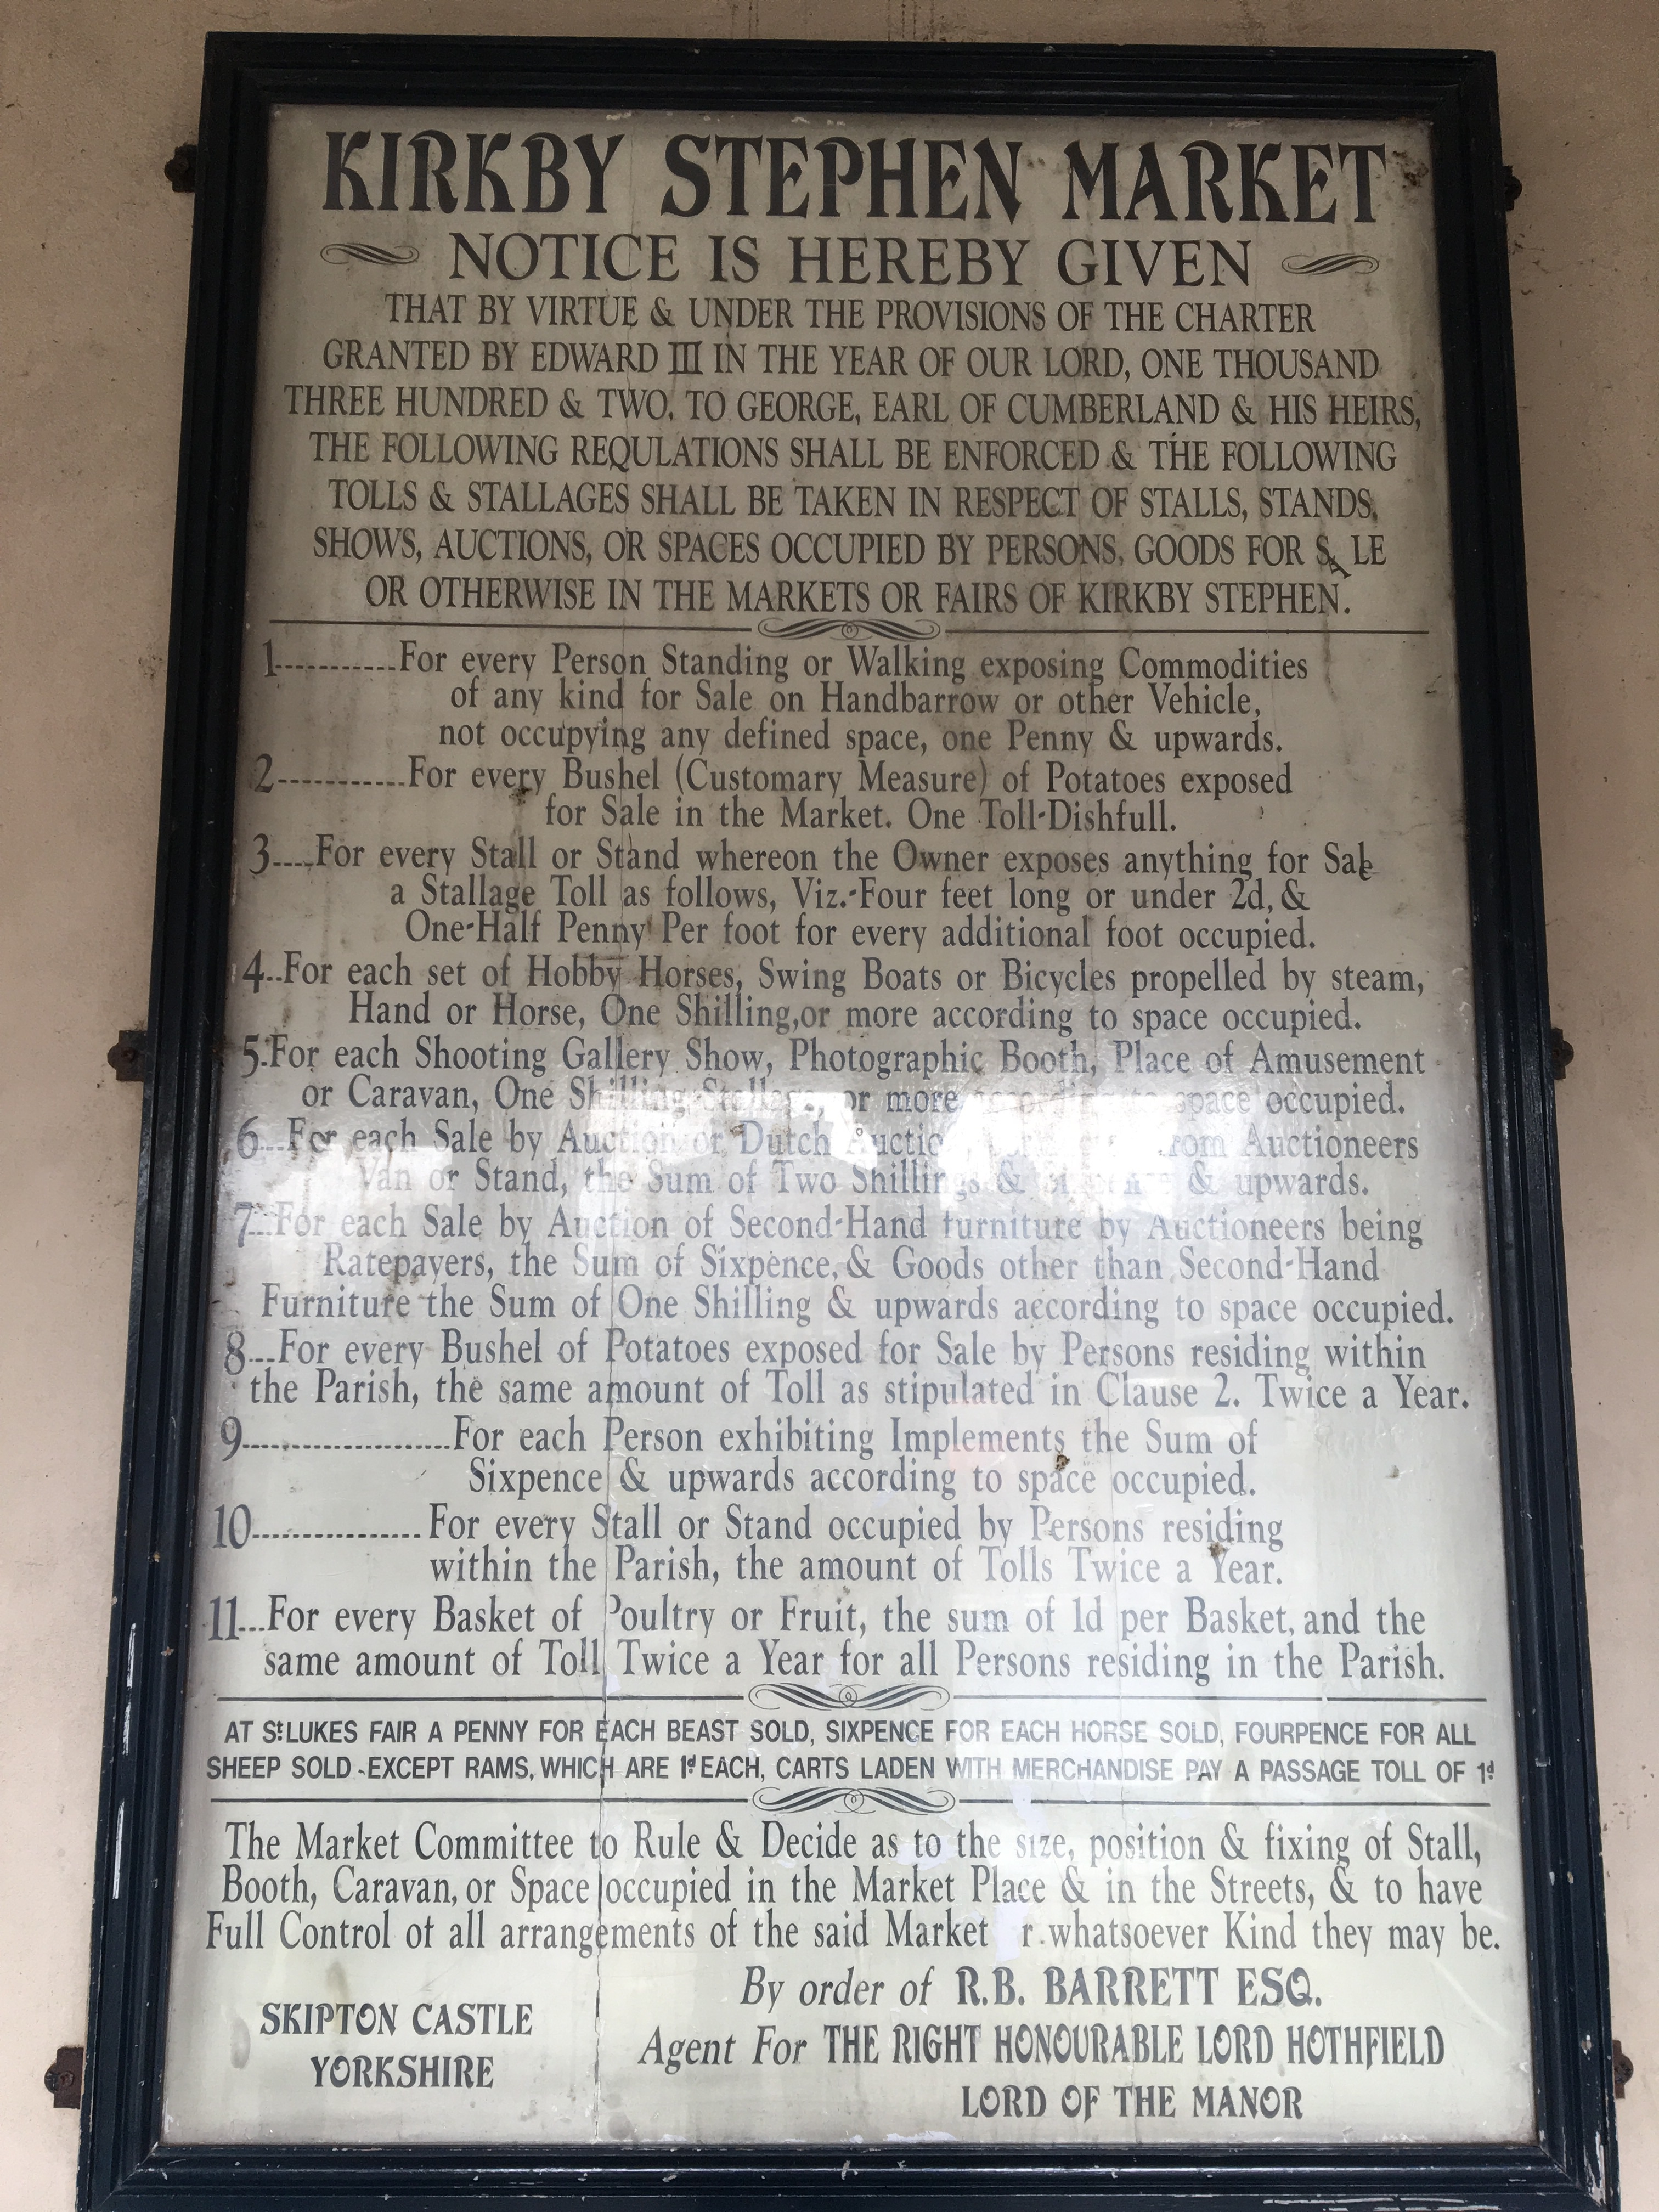 KIRKBY STEPHEN MARKET
NOTICE IS HEREBY GIVEN
THAT BY VIRTUE & UNDER THE PROVISIONS OF THE CHARTER
GRANTED BY EDWARD III IN THE YEAR OF OUR LORD, ONE THOUSAND
THREE HUNDRED & TWO, TO GEORGE, EARL OF CUMBERLAND & HIS HEIRS,
THE FOLLOWING REQULATIONS SHALL BE ENFORCED & THE FOLLOWING
TOLLS & STALLAGES SHALL BE TAKEN IN RESPECT OF STALLS, STANDS,
SHOWS, AUCTIONS, OR SPACES OCCUPIED BY PERSONS, GOODS FOR SALE
OR OTHERWISE IN THE MARKETS OR FAIRS OF KIRKBY STEPHEN.
1-----------For every Person Standing or Walking exposing Commodities
of any kind for Sale on Handbarrow or other Vehicle,
not occupying any defined space, one Penny & upwards.
2-----------For every Bushel (Customary Measure) of Potatoes exposed
for Sale in the Market. One Toll-Dishfull.
3----For every Stall or Stand whereon the Owner exposes anything for Sale
a Stallage Toll as follows, Viz.-Four feet long or under 2d, &
One-Half Penny Per foot for every additional foot occupied.
4..For each set of Hobby Horses, Swing Boats or Bicycles propelled by steam,
Hand or Horse, One Shilling, or more according to space occupied.
5.For each Shooting Gallery Show, Photographic Booth, Place of Amusement
or Caravan, One Shilling Stallage, or more according to space occupied.
6...For each Sale by Auction or Dutch Auction from Auctioneers
Van or Stand, the Sum of Two Shillings & & upwards.
7...For each Sale by Auction of Second-Hand furniture by Auctioneers being
Ratepayers, the Sum of Sixpence, & Goods other than Second-Hand
Furniture the Sum of One Shilling & upwards according to space occupied.
8...For every Bushel of Potatoes exposed for Sale by Persons residing within
the Parish, the same amount of Toll as stipulated in Clause 2. Twice a Year.
9.....................For each Person exhibiting Implements the Sum of
Sixpence & upwards according to space occupied.
10.................For every Stall or Stand occupied by Persons residing
within the Parish, the amount of Tolls Twice a Year.
11...For every Basket of Poultry or Fruit, the sum of 1d per Basket, and the
same amount of Toll Twice a Year for all Persons residing in the Parish.
AT St LUKES FAIR A PENNY FOR EACH BEAST SOLD, SIXPENCE FOR EACH HORSE SOLD, FOURPENCE FOR ALL
SHEEP SOLD -EXCEPT RAMS, WHICH ARE 1d EACH, CARTS LADEN WITH MERCHANDISE PAY A PASSAGE TOLL OF 1d
The Market Committee to Rule & Decide as to the size, position & fixing of Stall,
Booth, Caravan, or Space occupied in the Market Place & in the Streets, & to have
Full Control of all arrangements of the said Market whatsoever Kind they may be.
By order of R.B. BARRETT ESQ.
SKIPTON CASTLE
YORKSHIRE
Agent For THE RIGHT HONOURABLE LORD HOTHFIELD
LORD OF THE MANOR